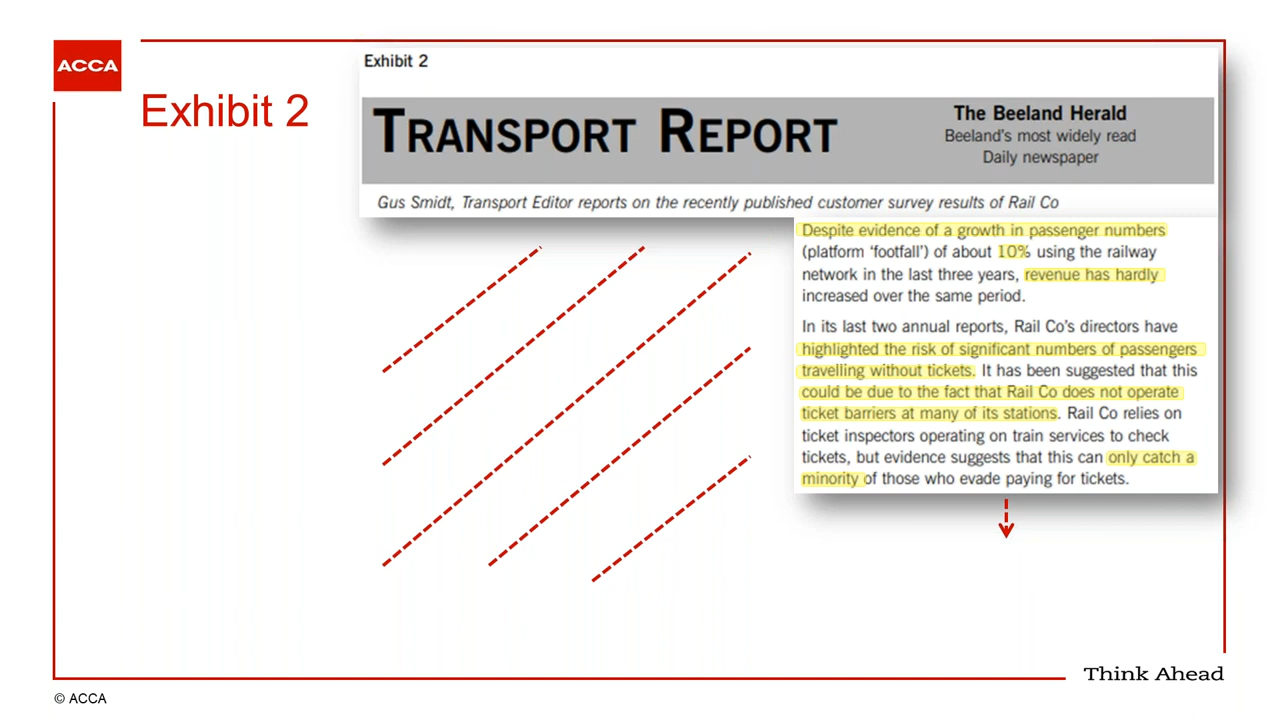 ACCA
Exhibit 2
Exhibit 2
TRANSPORT REPORT
The Beeland Herald
Beeland's most widely read
Daily newspaper
Gus Smidt, Transport Editor reports on the recently published customer survey results of Rail Co
Despite evidence of a growth in passenger numbers
(platform 'footfall') of about 10% using the railway
network in the last three years, revenue has hardly
increased over the same period.
In its last two annual reports, Rail Co's directors have
highlighted the risk of significant numbers of passengers
travelling without tickets. It has been suggested that this
could be due to the fact that Rail Co does not operate
ticket barriers at many of its stations. Rail Co relies on
ticket inspectors operating on train services to check
tickets, but evidence suggests that this can only catch a
minority of those who evade paying for tickets.
Think Ahead
© ACCA